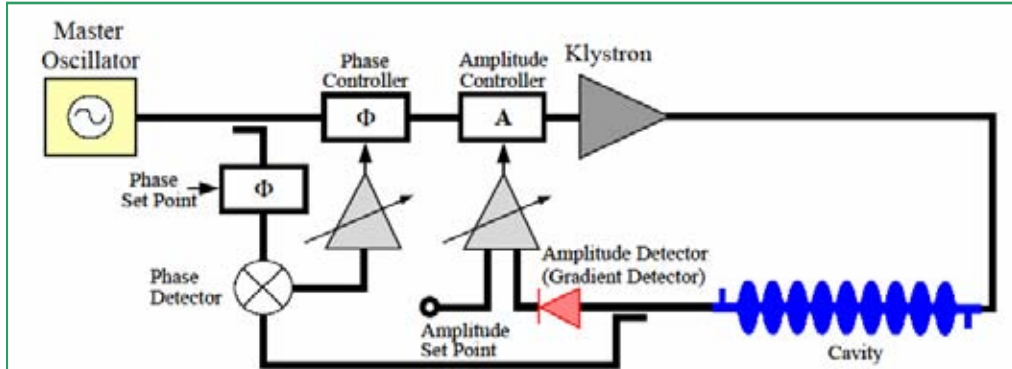 Master
Oscillator
Phase
Controller
Amplitude
Controller
Klystron
Φ
A
Phase
Set Point
Φ
Phase
Detector
Amplitude Detector
(Gradient Detector)
Amplitude
Set Point
Cavity